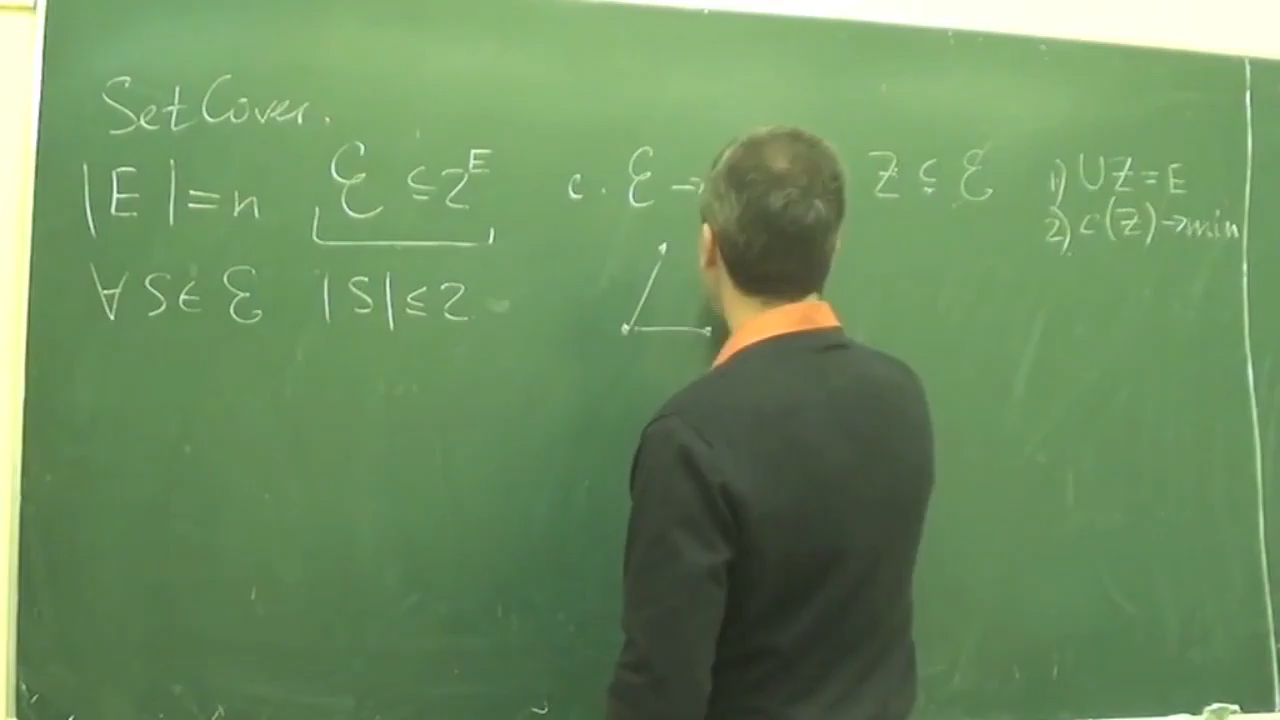 Set Cover.
|E|=n ℰ ⊆ 2^E c: ℰ → Z ⊆ ℰ 1) ∪Z=E
2) c(Z)→min
∀ S∈ℰ |S|≤2